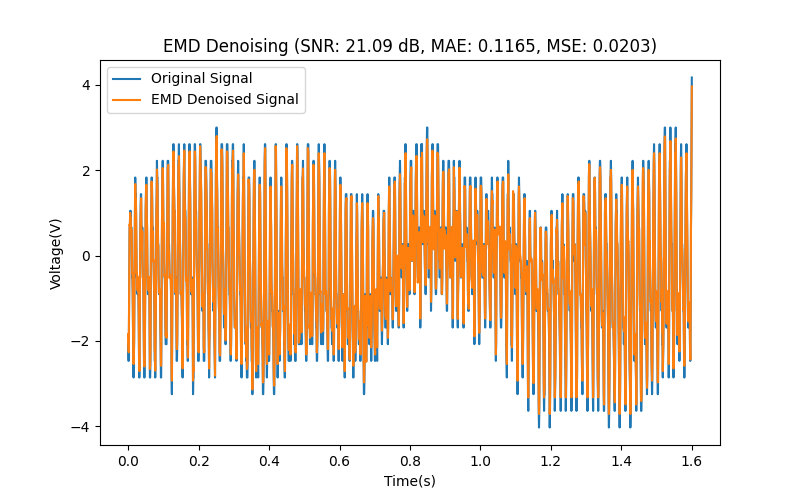 EMD Denoising (SNR: 21.09 dB, MAE: 0.1165, MSE: 0.0203)
Original Signal
EMD Denoised Signal
Voltage(V)
4
2
0
−2
−4
0.0 0.2 0.4 0.6 0.8 1.0 1.2 1.4 1.6
Time(s)